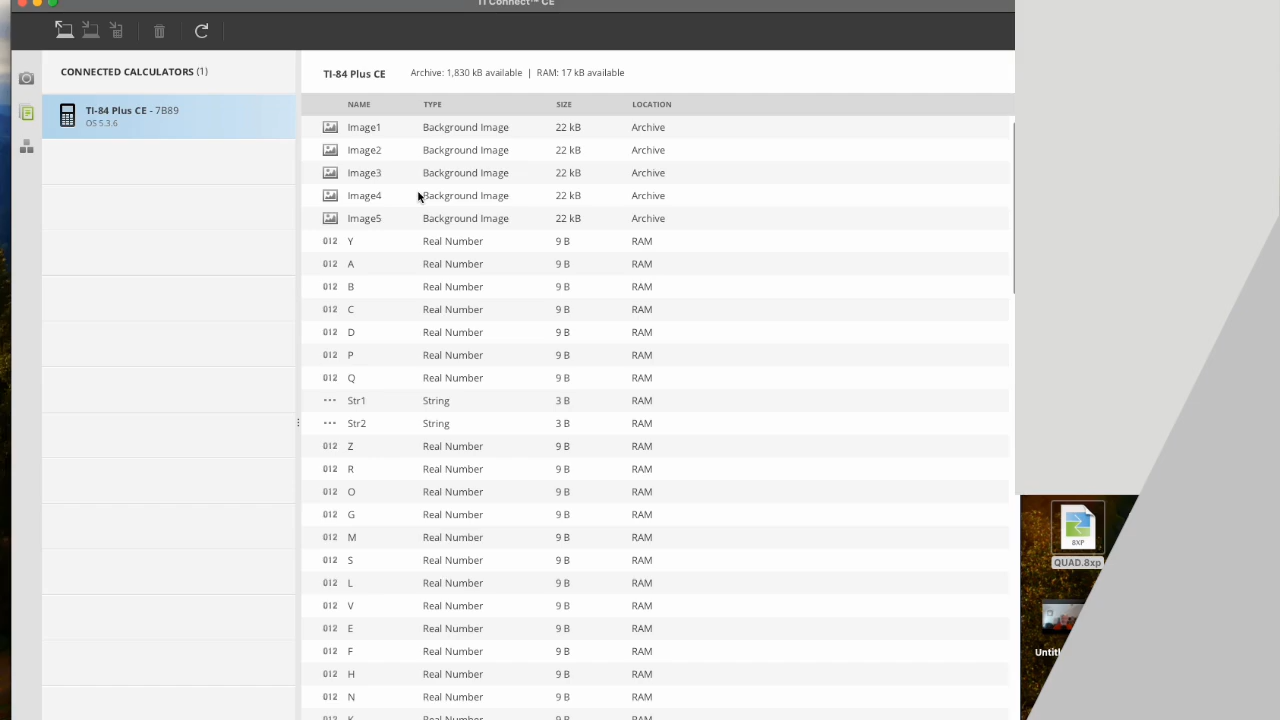 TI Connect™ CE
CONNECTED CALCULATORS (1)
TI-84 Plus CE - 7B89
OS 5.3.6
TI-84 Plus CE Archive: 1,830 kB available | RAM: 17 kB available
NAME TYPE SIZE LOCATION
Image1 Background Image 22 kB Archive
Image2 Background Image 22 kB Archive
Image3 Background Image 22 kB Archive
Image4 Background Image 22 kB Archive
Image5 Background Image 22 kB Archive
012 Y Real Number 9 B RAM
012 A Real Number 9 B RAM
012 B Real Number 9 B RAM
012 C Real Number 9 B RAM
012 D Real Number 9 B RAM
012 P Real Number 9 B RAM
012 Q Real Number 9 B RAM
Str1 String 3 B RAM
Str2 String 3 B RAM
012 Z Real Number 9 B RAM
012 R Real Number 9 B RAM
012 O Real Number 9 B RAM
012 G Real Number 9 B RAM
012 M Real Number 9 B RAM
012 S Real Number 9 B RAM
012 L Real Number 9 B RAM
012 V Real Number 9 B RAM
012 E Real Number 9 B RAM
012 F Real Number 9 B RAM
012 H Real Number 9 B RAM
012 N Real Number 9 B RAM
012 K Real Number 9 B RAM
8XP
QUAD.8xp